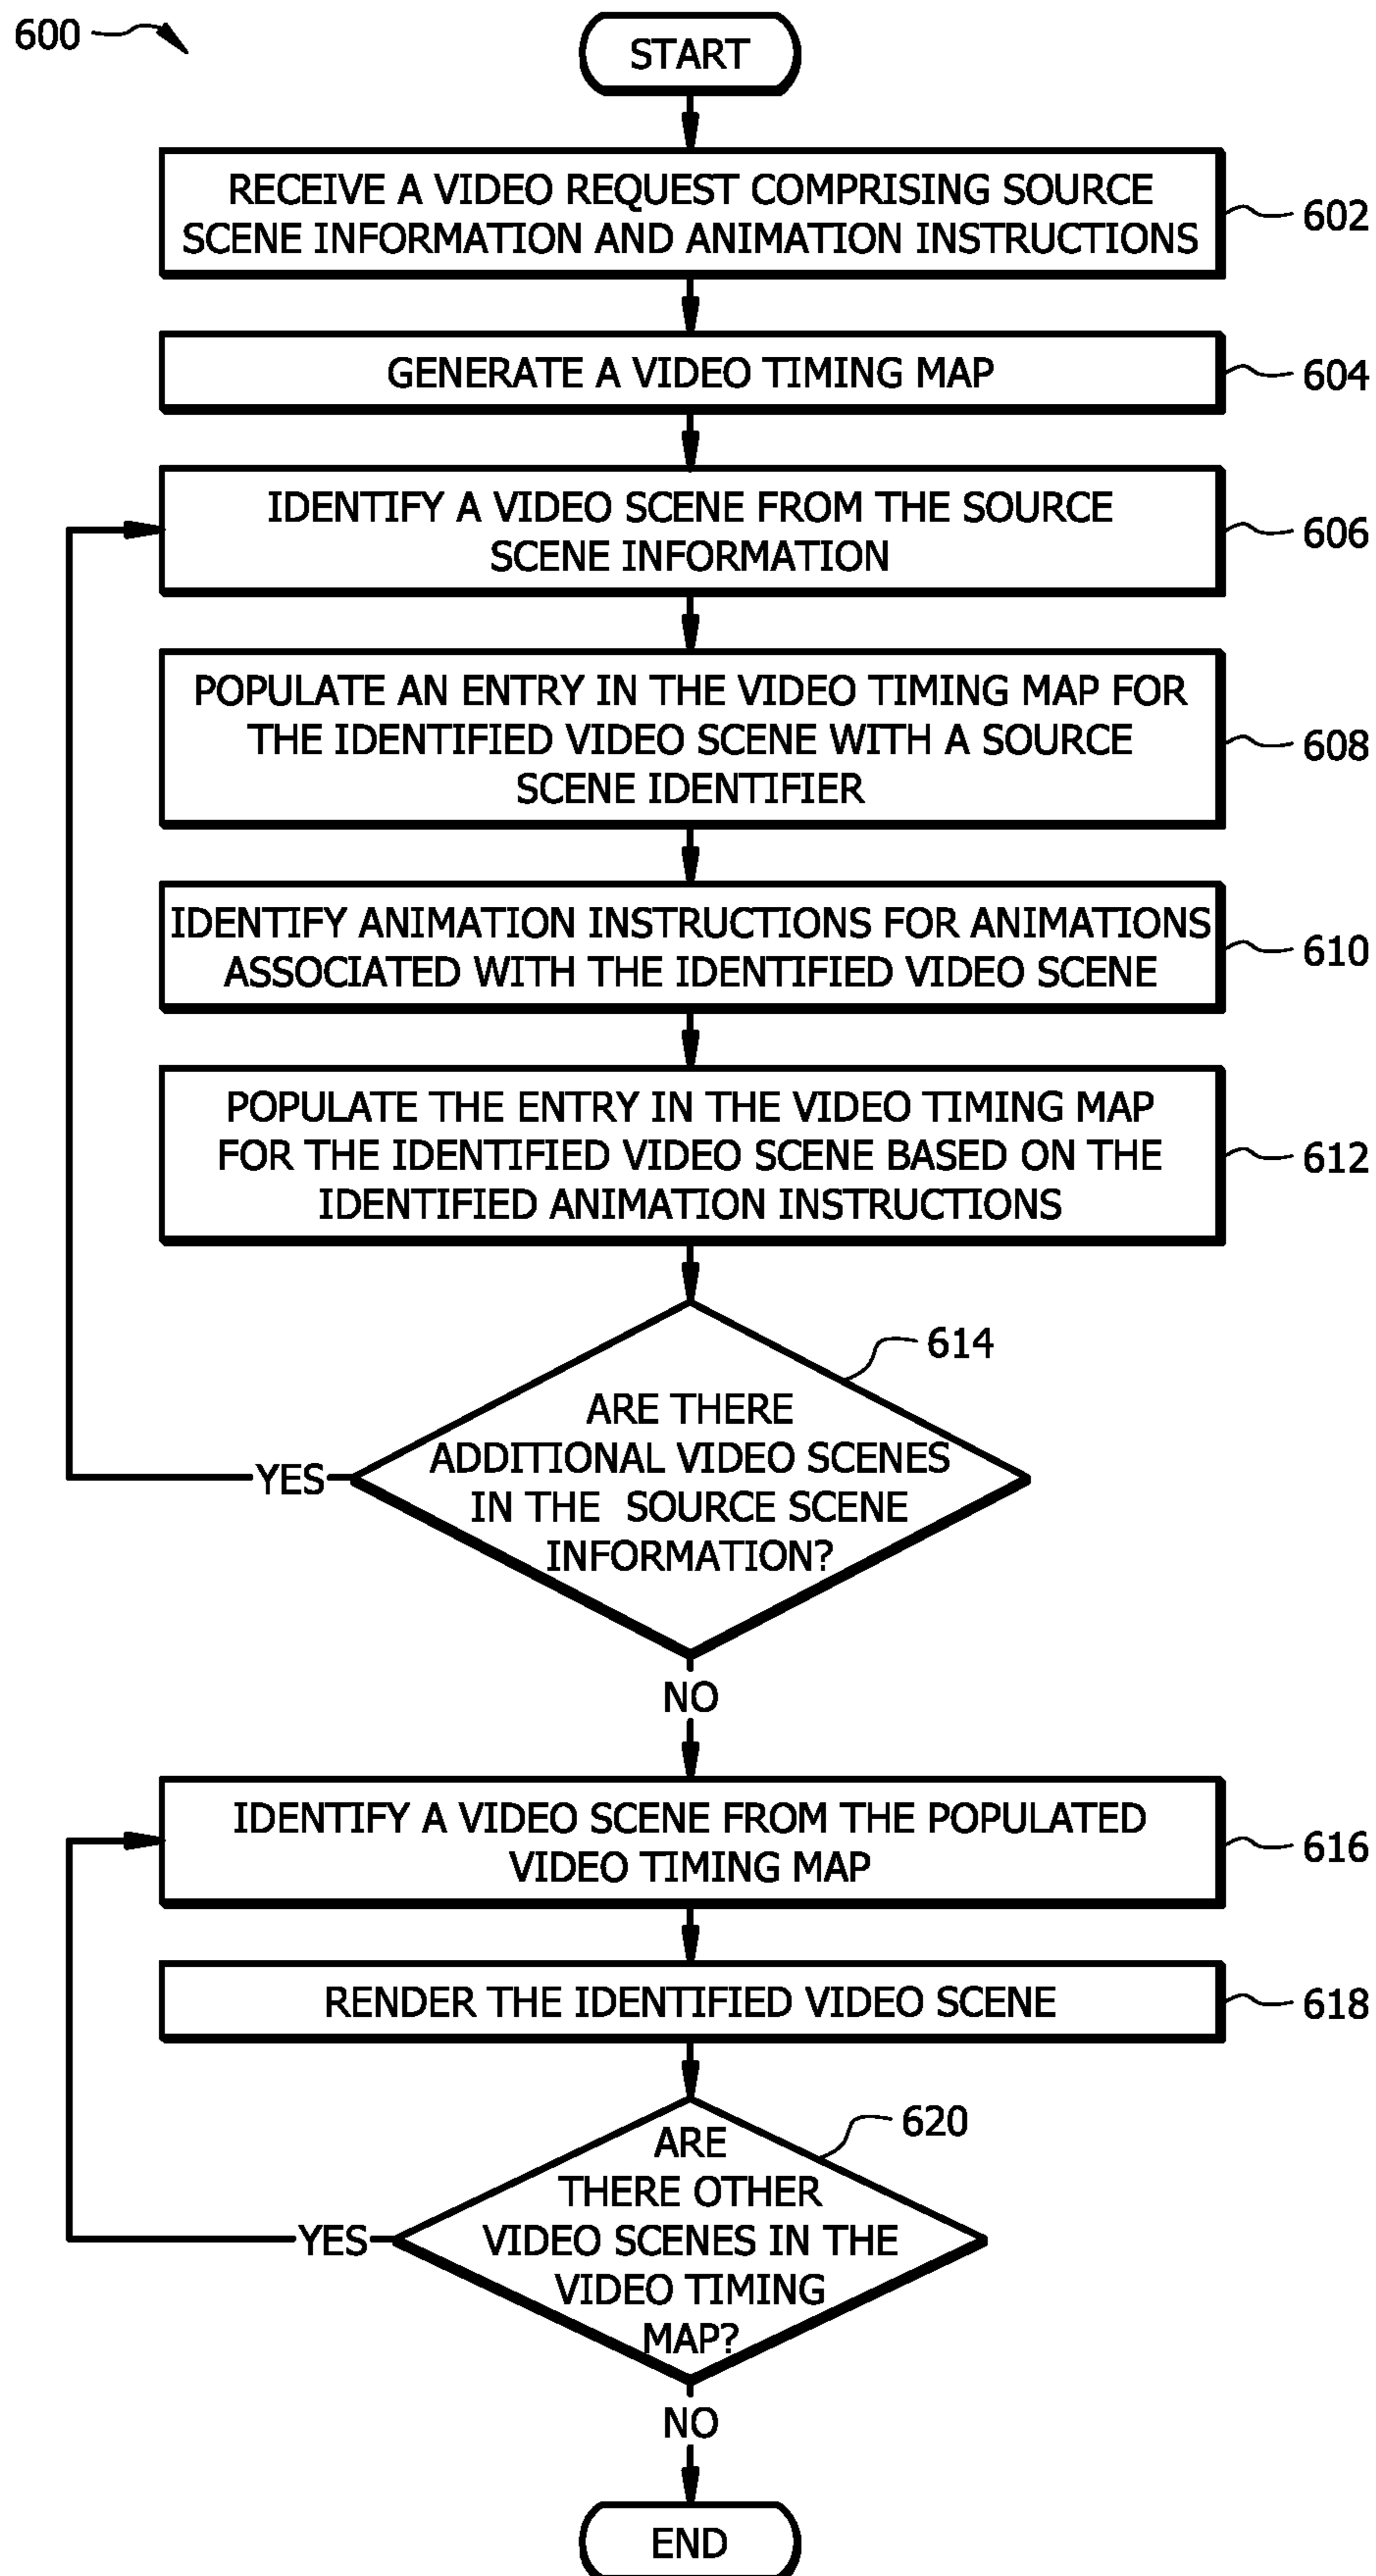 600
START
RECEIVE A VIDEO REQUEST COMPRISING SOURCE
SCENE INFORMATION AND ANIMATION INSTRUCTIONS
602
GENERATE A VIDEO TIMING MAP
604
IDENTIFY A VIDEO SCENE FROM THE SOURCE
SCENE INFORMATION
606
POPULATE AN ENTRY IN THE VIDEO TIMING MAP FOR
THE IDENTIFIED VIDEO SCENE WITH A SOURCE
SCENE IDENTIFIER
608
IDENTIFY ANIMATION INSTRUCTIONS FOR ANIMATIONS
ASSOCIATED WITH THE IDENTIFIED VIDEO SCENE
610
POPULATE THE ENTRY IN THE VIDEO TIMING MAP
FOR THE IDENTIFIED VIDEO SCENE BASED ON THE
IDENTIFIED ANIMATION INSTRUCTIONS
612
614
ARE THERE
ADDITIONAL VIDEO SCENES
IN THE SOURCE SCENE
INFORMATION?
YES
NO
IDENTIFY A VIDEO SCENE FROM THE POPULATED
VIDEO TIMING MAP
616
RENDER THE IDENTIFIED VIDEO SCENE
618
620
ARE
THERE OTHER
VIDEO SCENES IN THE
VIDEO TIMING
MAP?
YES
NO
END